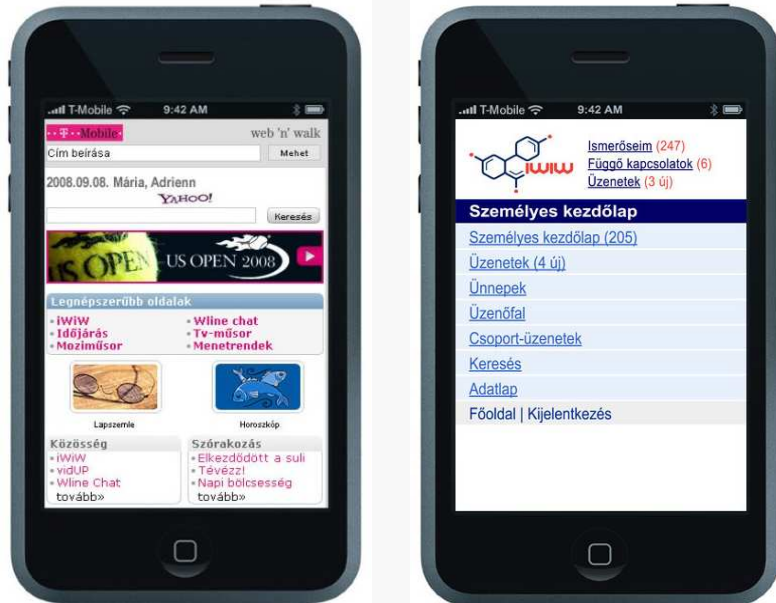 T-Mobile 9:42 AM
T Mobile web 'n' walk
Cím beírása Mehet
2008.09.08. Mária, Adrienn
YAHOO!
Keresés
US OPEN US OPEN 2008
Legnépszerűbb oldalak
iWiW Wline chat
Időjárás Tv-műsor
Moziműsor Menetrendek
Lapszemle Horoszkóp
Közösség Szórakozás
iWiW Elkezdődött a suli
vidUP Tévézz!
Wline Chat Napi bölcsesség
tovább» tovább»
T-Mobile 9:42 AM
iwiw
Ismerőseim (247)
Függő kapcsolatok (6)
Üzenetek (3 új)
Személyes kezdőlap
Személyes kezdőlap (205)
Üzenetek (4 új)
Ünnepek
Üzenőfal
Csoport-üzenetek
Keresés
Adatlap
Főoldal | Kijelentkezés